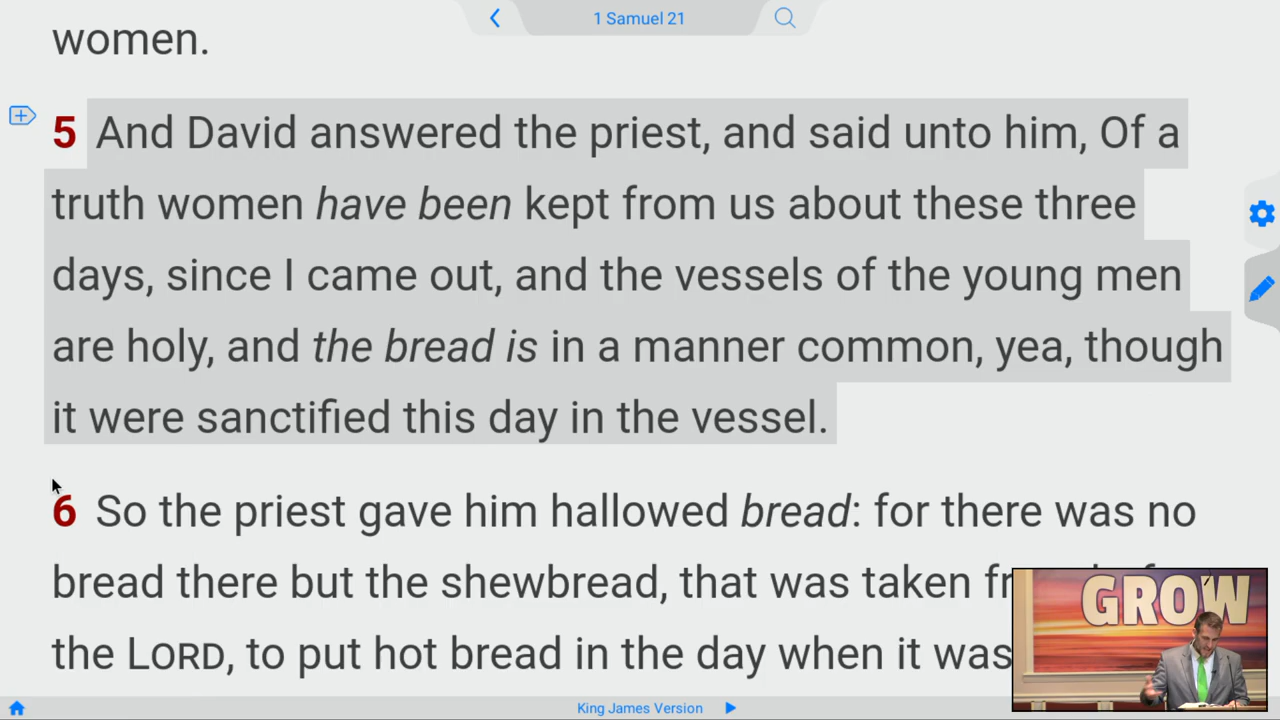 1 Samuel 21
women.
5 And David answered the priest, and said unto him, Of a
truth women have been kept from us about these three
days, since I came out, and the vessels of the young men
are holy, and the bread is in a manner common, yea, though
it were sanctified this day in the vessel.
6 So the priest gave him hallowed bread: for there was no
bread there but the shewbread, that was taken
the LORD, to put hot bread in the day when it was
GROW
King James Version